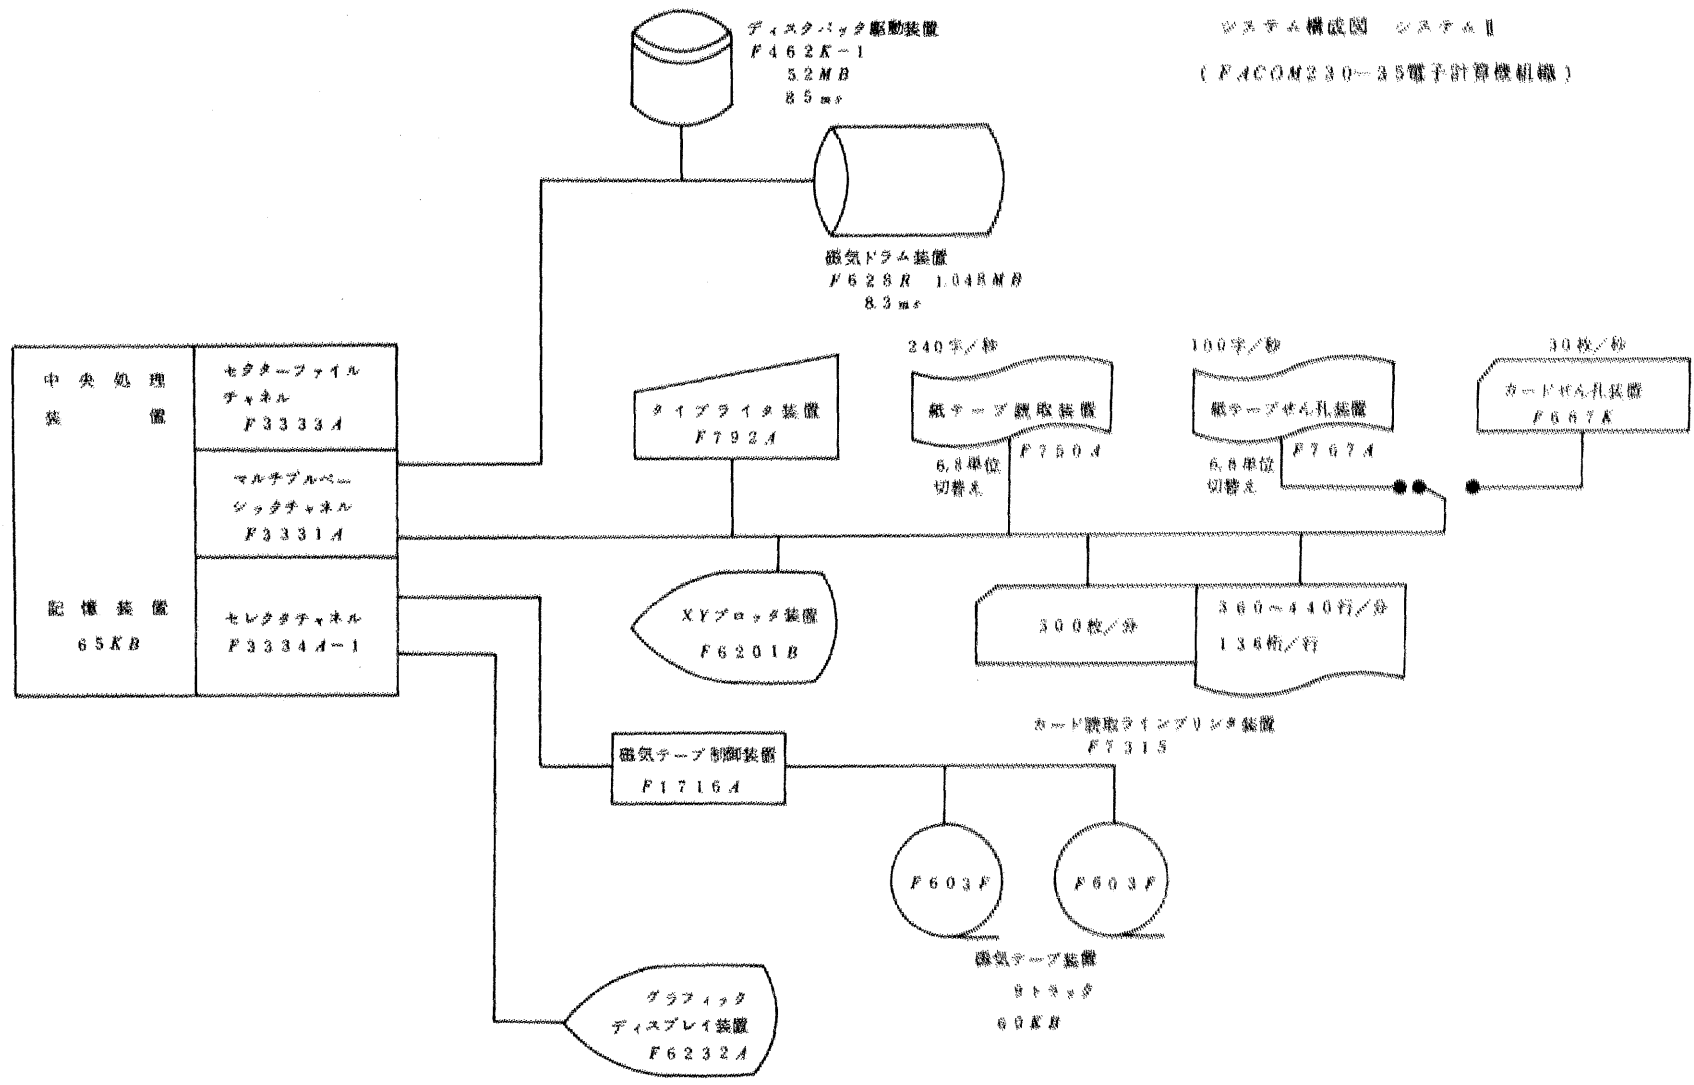 システム構成図 システムⅡ
(FACOM230-35電子計算機組織)
ディスクパック駆動装置
F462K-1
5.2MB
85ms
磁気ドラム装置
F628R 1.048MB
8.3ms
中央処理
装置
記憶装置
65KB
セクターファイル
チャネル
F3333A
マルチプルベー
シックチャネル
F3331A
セレクタチャネル
F3334A-1
タイプライタ装置
F792A
240字/秒
紙テープ読取装置
F750A
6,8単位
切替え
100字/秒
紙テープせん孔装置
F767A
6,8単位
切替え
30枚/秒
カードせん孔装置
F667K
XYプロッタ装置
F6201B
300枚/分
360~440行/分
136桁/行
カード読取ラインプリンタ装置
F731S
磁気テープ制御装置
F1716A
F603F
F603F
磁気テープ装置
9トラック
60KB
グラフィック
ディスプレイ装置
F6232A